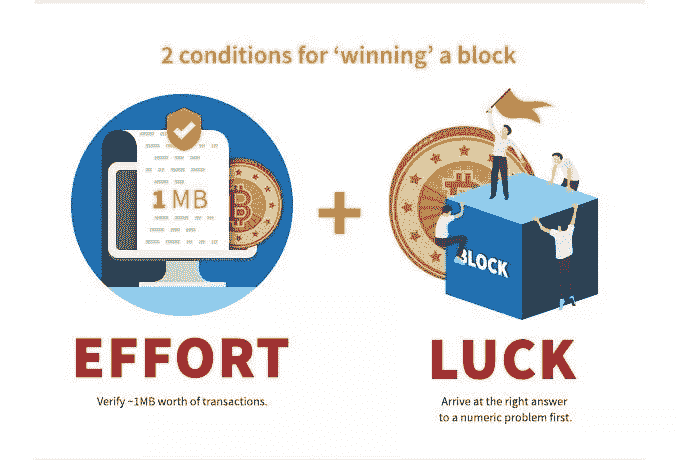 2 conditions for ‘winning’ a block
1 MB
BLOCK
EFFORT
LUCK
Verify ~1MB worth of transactions.
Arrive at the right answer
to a numeric problem first.